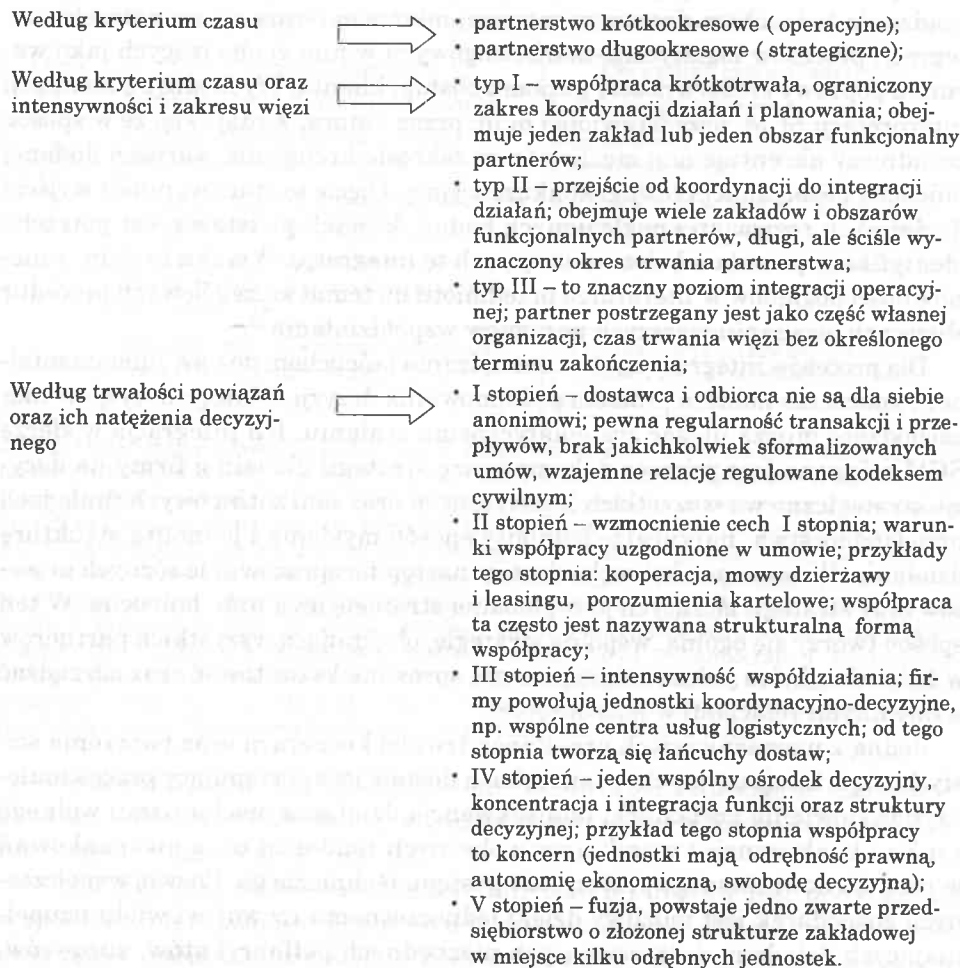 Według kryterium czasu
• partnerstwo krótkookresowe ( operacyjne);
• partnerstwo długookresowe ( strategiczne);
Według kryterium czasu oraz
intensywności i zakresu więzi
• typ I – współpraca krótkotrwała, ograniczony
zakres koordynacji działań i planowania; obej-
muje jeden zakład lub jeden onszar funkcjonalny
partnerów;
• typ II – przejście od koordynacji do integracji
działań; obejmuje wiele zakładów i obszarów
funkcjonalnych partnerów, długi, ale ściśle wy-
znaczony okres trwania partnerstwa;
• typ III – to znaczny poziom integracji operacyj-
nej; partner postrzegany jest jako część własnej
organizacji, czas trwania więzi bez określonego
terminu zakończenia;
Według trwałości powiązań
oraz ich natężenia decyzyj-
nego
• I stopień – dostawca i odbiorca nie są dla siebie
anonimowi; pewna regularność transakcji i prze-
pływów, brak jakichkolwiek sformalizowanych
umów, wzajemne relacje regulowane kodeksem
cywilnym;
• II stopień – wzmocnienie cech I stopnia; warun-
ki współpracy uzgodnione w umowie; przykłady
tego stopnia: kooperacja, mowy dzierżawy
i leasingu, porozumienia kartelowe; współpraca
ta często jest nazywana strukturalna forma
współpracy;
• III stopień – intensywność współdziałania; fir-
my powołują jednostki koordynacyjno-decyzyjne,
np. wspólne centra usług logistycznych; od tego
stopnia tworzą się łańcuchy dostaw;
• IV stopień – jeden wspólny ośrodek decyzyjny,
koncentracja i integracja funkcji oraz struktury
decyzyjnej; przykład tego stopnia współpracy
to koncern (jednostki mają odrębność prawną,
autonomię ekonomiczną, swobodę decyzyjną);
• V stopień – fuzja, powstaje jedno zwarte przed-
siębiorstwo o złożonej strukturze zakładowej
w miejsce kilku odrębnych jednostek.